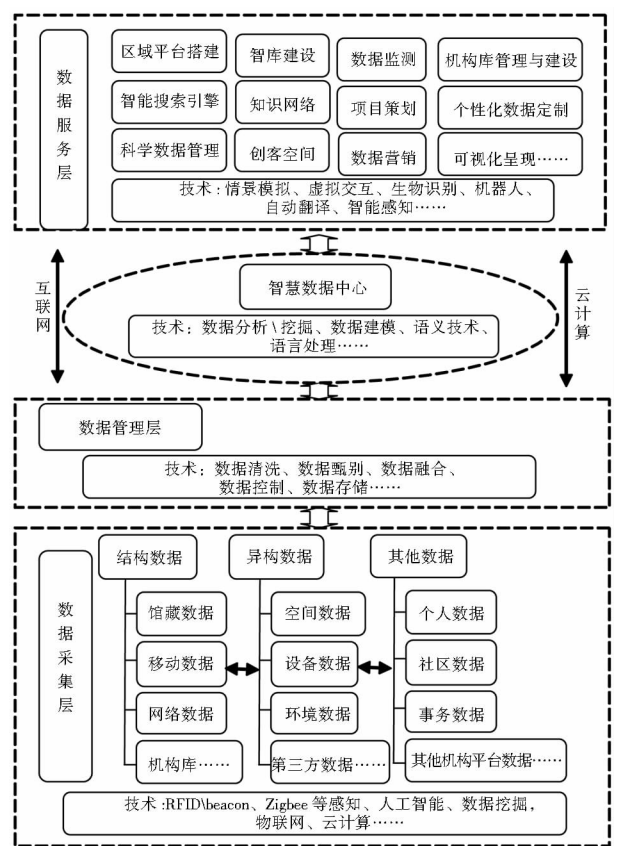 数据服务层
区域平台搭建
智库建设
数据监测
机构库管理与建设
智能搜索引擎
知识网络
项目策划
个性化数据定制
科学数据管理
创客空间
数据营销
可视化呈现……
技术:情景模拟、虚拟交互、生物识别、机器人、
自动翻译、智能感知……
互联网
智慧数据中心
技术：数据分析\挖掘、数据建模、语义技术、
语言处理……
云计算
数据管理层
技术：数据清洗、数据甄别、数据融合、
数据控制、数据存储……
数据采集层
结构数据
异构数据
其他数据
馆藏数据
空间数据
个人数据
移动数据
设备数据
社区数据
网络数据
环境数据
事务数据
机构库……
第三方数据……
其他机构平台数据……
技术:RFID\beacon、Zigbee等感知、人工智能、数据挖掘，
物联网、云计算……